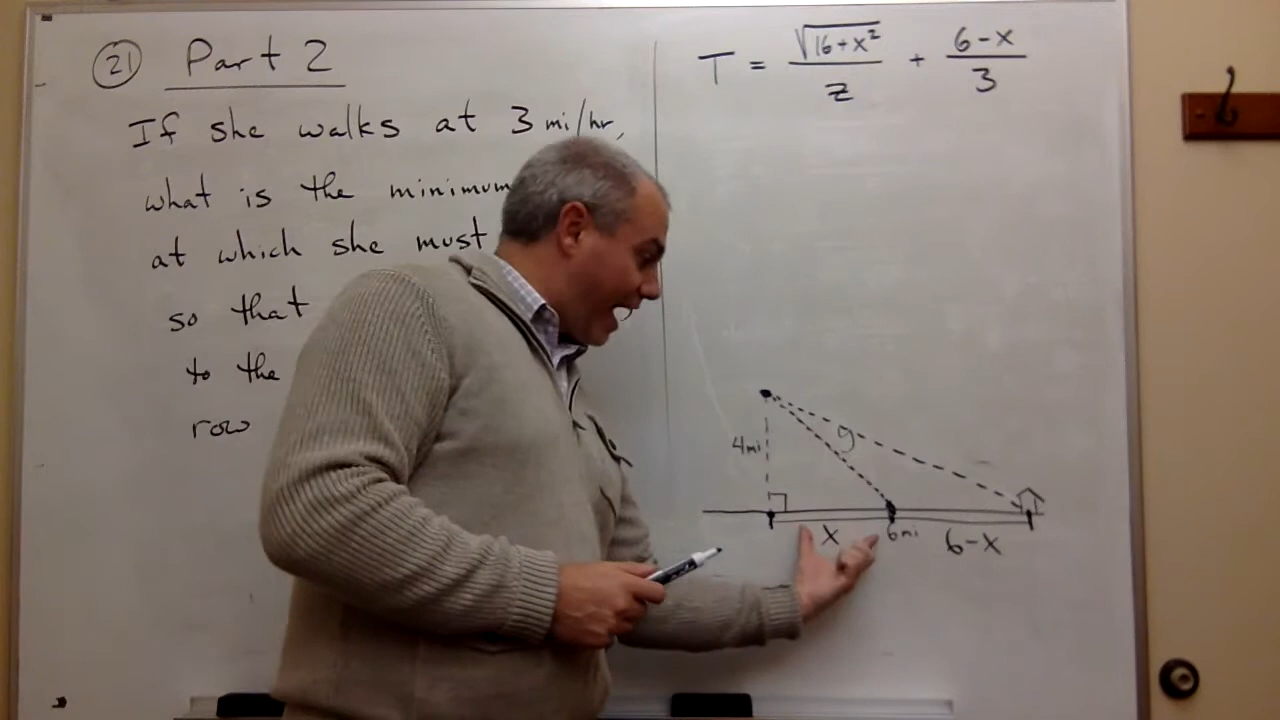 21 Part 2
If she walks at 3 mi/hr,
what is the minimum
at which she must
so that
to the
row
T = √16+x² / 2 + 6-x / 3
4mi
y
x
6mi
6-x